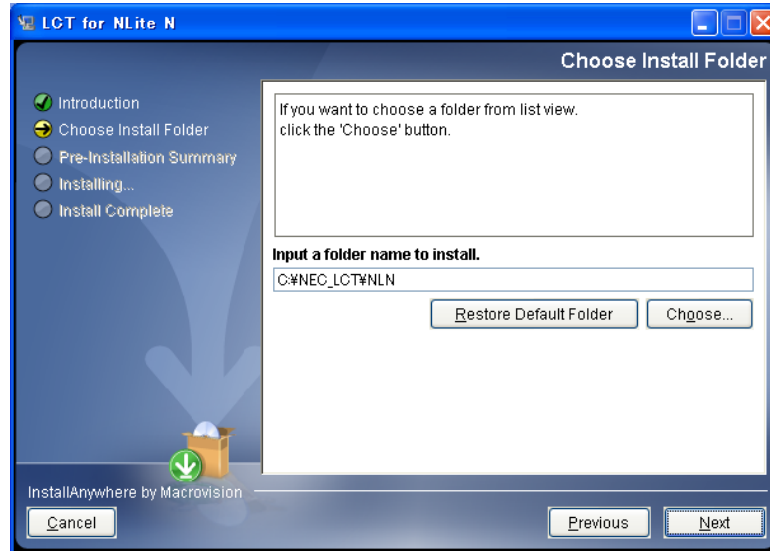 LCT for NLite N
Choose Install Folder
Introduction
Choose Install Folder
Pre-Installation Summary
Installing...
Install Complete
If you want to choose a folder from list view.
click the 'Choose' button.
Input a folder name to install.
C:¥NEC_LCT¥NLN
Restore Default Folder
Choose...
InstallAnywhere by Macrovision
Cancel
Previous
Next